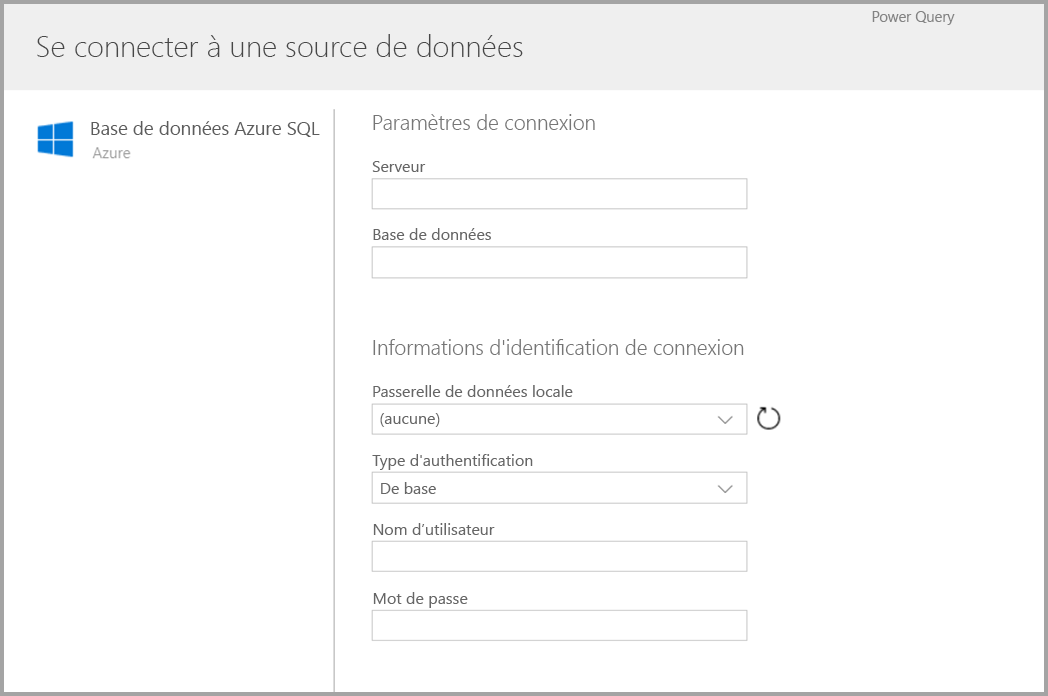 Power Query
Se connecter à une source de données
Base de données Azure SQL
Azure
Paramètres de connexion
Serveur
Base de données
Informations d'identification de connexion
Passerelle de données locale
(aucune)
Type d'authentification
De base
Nom d’utilisateur
Mot de passe